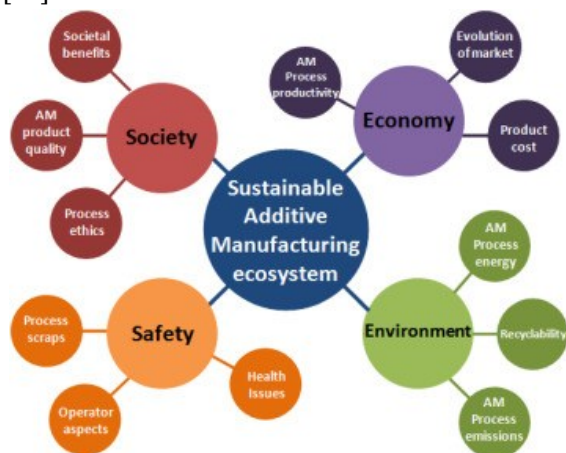 Societal
benefits
AM
product
quality
Process
ethics
Society
AM
Process
productivity
Evolution
of market
Product
cost
Economy
Sustainable
Additive
Manufacturing
ecosystem
Process
scraps
Operator
aspects
Health
Issues
Safety
Environment
AM
Process
energy
Recyclability
AM
Process
emissions